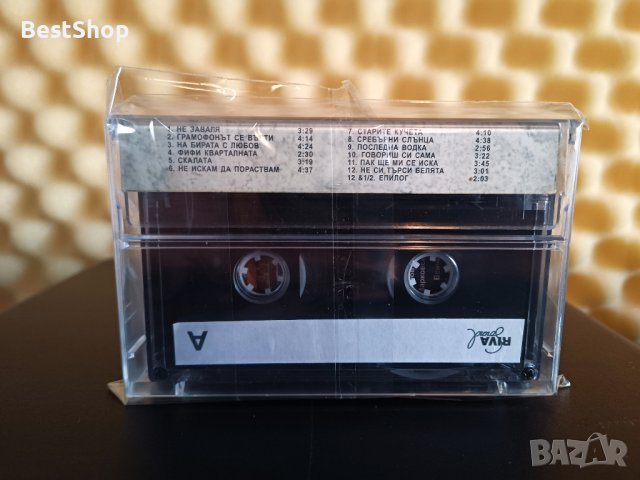 BestShop
1. НЕ ЗАВАЛЯ 3:29
2. ГРАМОФОНЪТ СЕ ВЪРТИ 4:14
3. НА БИРАТА С ЛЮБОВ 4:24
4. ФИФИ КВАРТАЛНАТА 2:30
5. СКАЛАТА 3:19
6. НЕ ИСКАМ ДА ПОРАСТВАМ 4:37
7. СТАРИТЕ КУЧЕТА 4:10
8. СРЕБЪРНИ СЛЪНЦА 4:38
9. ПОСЛЕДНА ВОДКА 2:56
10. ГОВОРИШ СИ САМА 3:22
11. ПАК ЩЕ МИ СЕ ИСКА 3:45
12. НЕ СИ ТЪРСИ БЕЛЯТА 3:01
12 &1/2. ЕПИЛОГ 2:03
A
RIVA
Sound
BAZAR
.bg